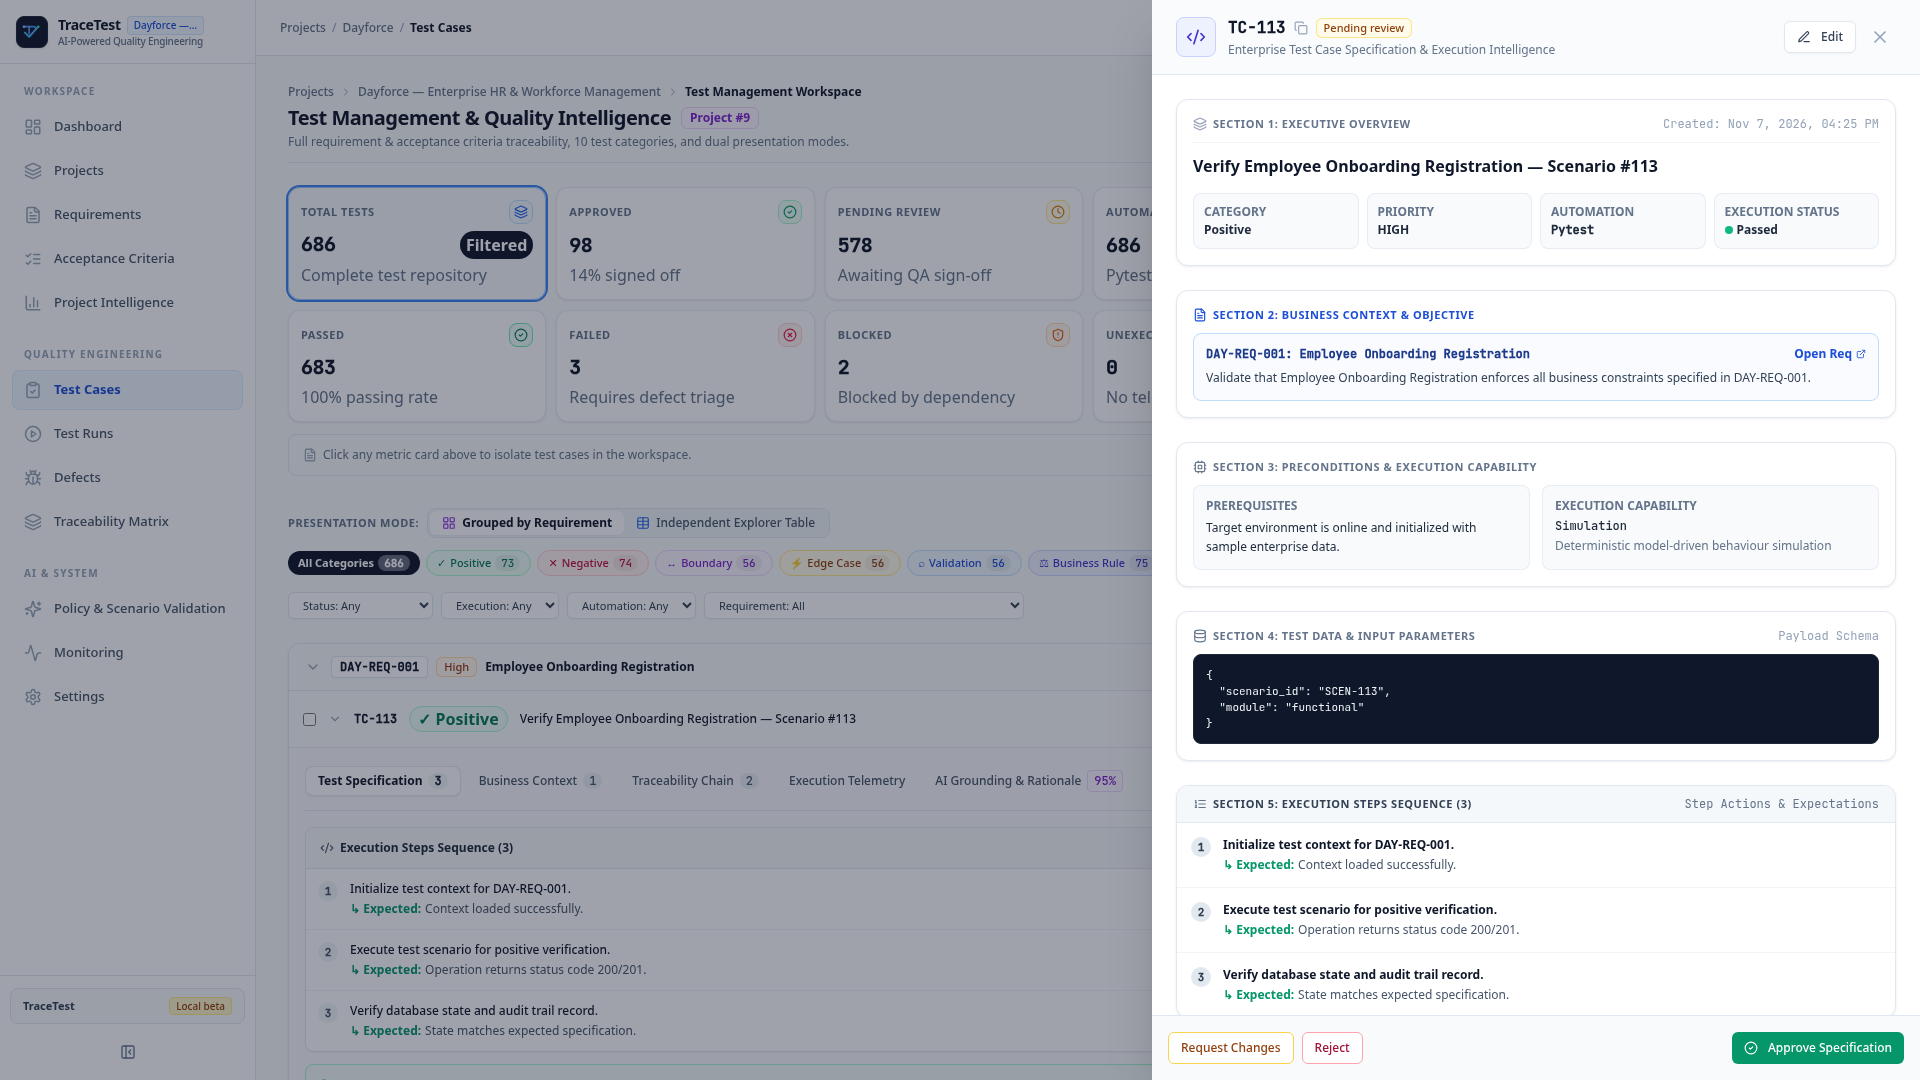 TraceTest
Dayforce —...
AI-Powered Quality Engineering
WORKSPACE
Dashboard
Projects
Requirements
Acceptance Criteria
Project Intelligence
QUALITY ENGINEERING
Test Cases
Test Runs
Defects
Traceability Matrix
AI & SYSTEM
Policy & Scenario Validation
Monitoring
Settings
TraceTest
Local beta
Projects / Dayforce / Test Cases
Projects > Dayforce — Enterprise HR & Workforce Management > Test Management Workspace
Test Management & Quality Intelligence
Project #9
Full requirement & acceptance criteria traceability, 10 test categories, and dual presentation modes.
TOTAL TESTS
686
Filtered
Complete test repository
APPROVED
98
14% signed off
PENDING REVIEW
578
Awaiting QA sign-off
AUTOMA
686
Pytest
PASSED
683
100% passing rate
FAILED
3
Requires defect triage
BLOCKED
2
Blocked by dependency
UNEXEC
0
No tel
Click any metric card above to isolate test cases in the workspace.
PRESENTATION MODE:
Grouped by Requirement
Independent Explorer Table
All Categories 686
✓ Positive 73
✕ Negative 74
↔ Boundary 56
⚡ Edge Case 56
⌕ Validation 56
⚖ Business Rule 75
Status: Any
Execution: Any
Automation: Any
Requirement: All
DAY-REQ-001
High
Employee Onboarding Registration
TC-113
✓ Positive
Verify Employee Onboarding Registration — Scenario #113
Test Specification 3
Business Context 1
Traceability Chain 2
Execution Telemetry
AI Grounding & Rationale 95%
Execution Steps Sequence (3)
1
Initialize test context for DAY-REQ-001.
↳ Expected: Context loaded successfully.
2
Execute test scenario for positive verification.
↳ Expected: Operation returns status code 200/201.
3
Verify database state and audit trail record.
↳ Expected: State matches expected specification.
TC-113
Pending review
Enterprise Test Case Specification & Execution Intelligence
Edit
SECTION 1: EXECUTIVE OVERVIEW
Created: Nov 7, 2026, 04:25 PM
Verify Employee Onboarding Registration — Scenario #113
CATEGORY
Positive
PRIORITY
HIGH
AUTOMATION
Pytest
EXECUTION STATUS
Passed
SECTION 2: BUSINESS CONTEXT & OBJECTIVE
DAY-REQ-001: Employee Onboarding Registration
Open Req
Validate that Employee Onboarding Registration enforces all business constraints specified in DAY-REQ-001.
SECTION 3: PRECONDITIONS & EXECUTION CAPABILITY
PREREQUISITES
Target environment is online and initialized with
sample enterprise data.
EXECUTION CAPABILITY
Simulation
Deterministic model-driven behaviour simulation
SECTION 4: TEST DATA & INPUT PARAMETERS
Payload Schema
{
"scenario_id": "SCEN-113",
"module": "functional"
}
SECTION 5: EXECUTION STEPS SEQUENCE (3)
Step Actions & Expectations
1
Initialize test context for DAY-REQ-001.
↳ Expected: Context loaded successfully.
2
Execute test scenario for positive verification.
↳ Expected: Operation returns status code 200/201.
3
Verify database state and audit trail record.
↳ Expected: State matches expected specification.
Request Changes
Reject
Approve Specification